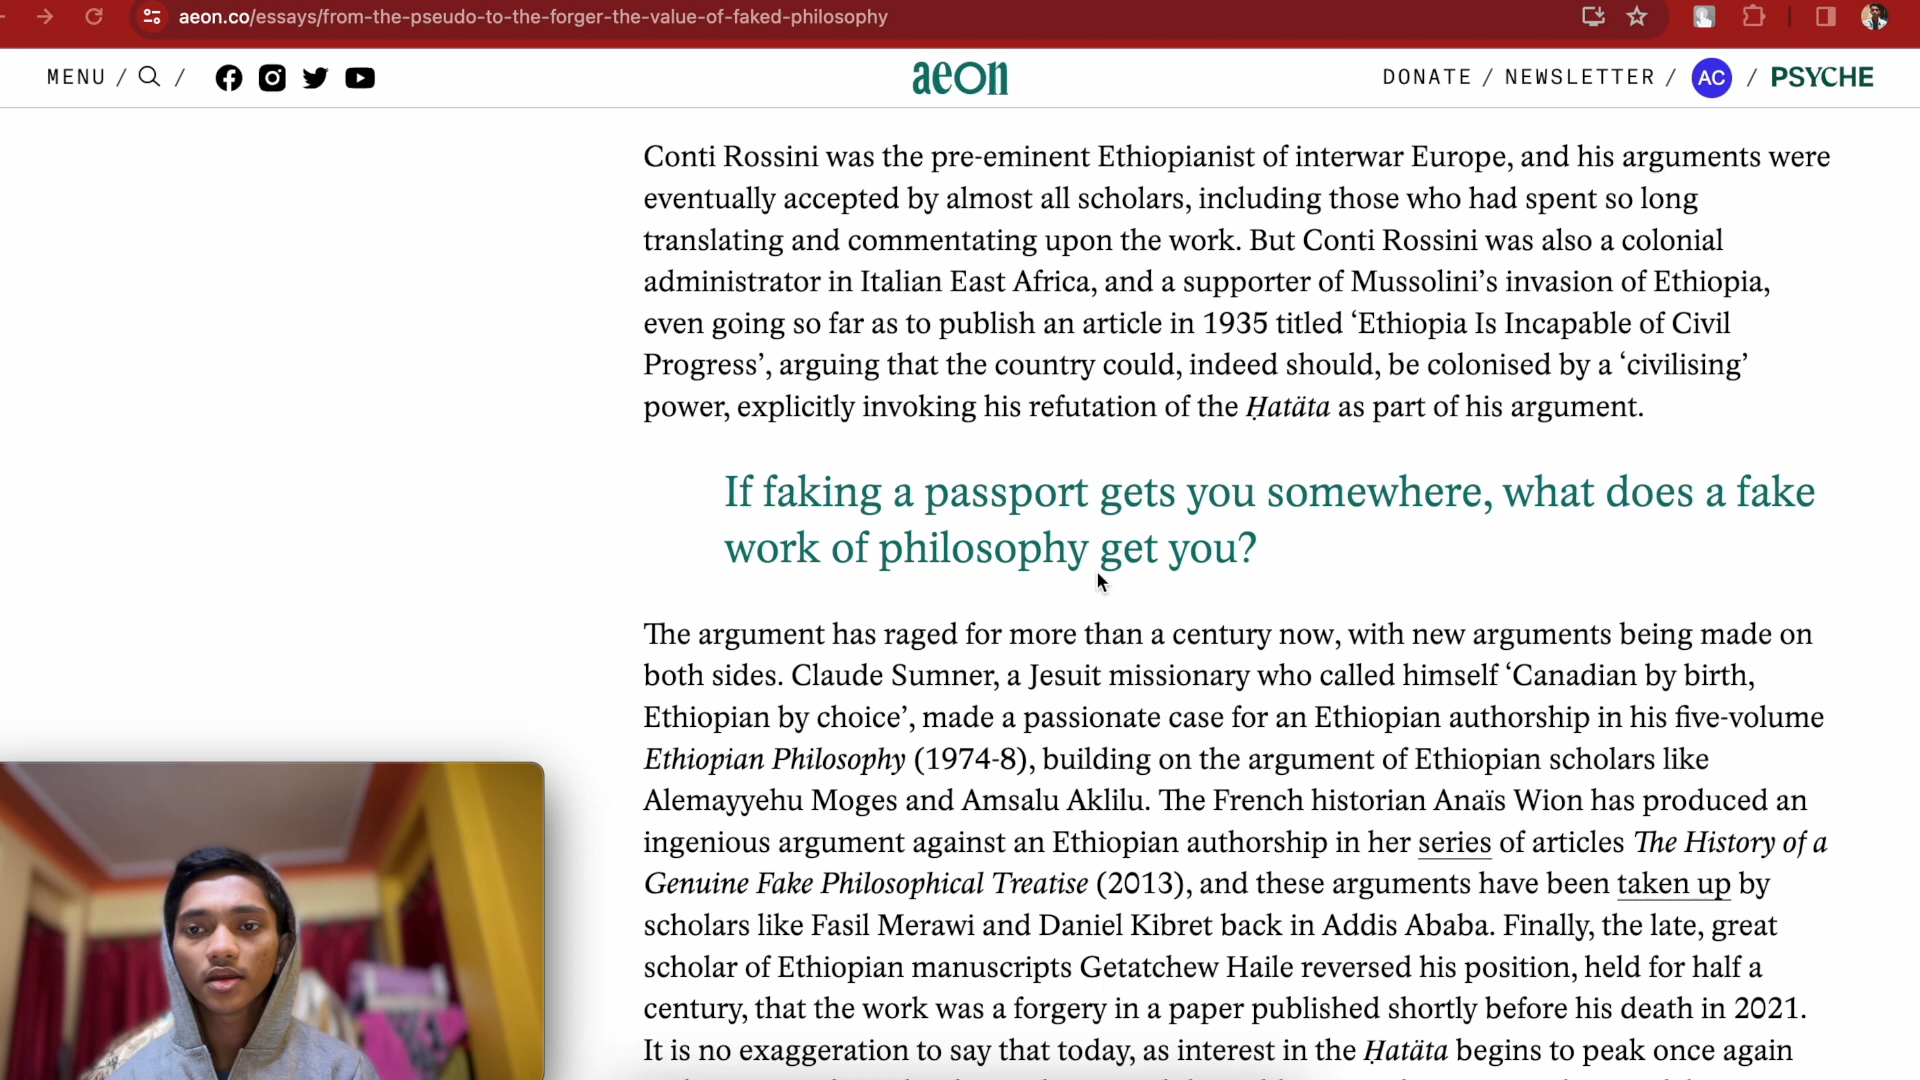 aeon.co/essays/from-the-pseudo-to-the-forger-the-value-of-faked-philosophy
MENU / /
aeon
DONATE / NEWSLETTER / AC / PSYCHE
Conti Rossini was the pre-eminent Ethiopianist of interwar Europe, and his arguments were
eventually accepted by almost all scholars, including those who had spent so long
translating and commentating upon the work. But Conti Rossini was also a colonial
administrator in Italian East Africa, and a supporter of Mussolini’s invasion of Ethiopia,
even going so far as to publish an article in 1935 titled ‘Ethiopia Is Incapable of Civil
Progress’, arguing that the country could, indeed should, be colonised by a ‘civilising’
power, explicitly invoking his refutation of the Ḥatäta as part of his argument.
If faking a passport gets you somewhere, what does a fake
work of philosophy get you?
The argument has raged for more than a century now, with new arguments being made on
both sides. Claude Sumner, a Jesuit missionary who called himself ‘Canadian by birth,
Ethiopian by choice’, made a passionate case for an Ethiopian authorship in his five-volume
Ethiopian Philosophy (1974-8), building on the argument of Ethiopian scholars like
Alemayyehu Moges and Amsalu Aklilu. The French historian Anaïs Wion has produced an
ingenious argument against an Ethiopian authorship in her series of articles The History of a
Genuine Fake Philosophical Treatise (2013), and these arguments have been taken up by
scholars like Fasil Merawi and Daniel Kibret back in Addis Ababa. Finally, the late, great
scholar of Ethiopian manuscripts Getatchew Haile reversed his position, held for half a
century, that the work was a forgery in a paper published shortly before his death in 2021.
It is no exaggeration to say that today, as interest in the Ḥatäta begins to peak once again